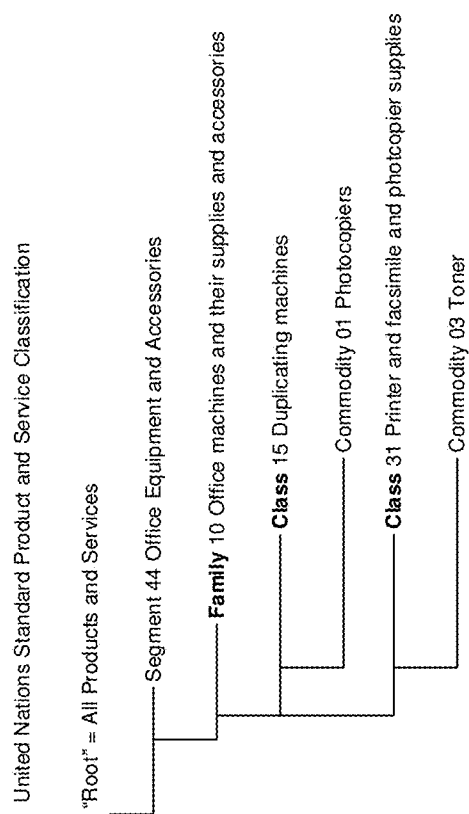 United Nations Standard Product and Service Classification
"Root" = All Products and Services
Segment 44 Office Equipment and Accessories
Family 10 Office machines and their supplies and accessories
Class 15 Duplicating machines
Commodity 01 Photocopiers
Class 31 Printer and facsimile and photcopier supplies
Commodity 03 Toner